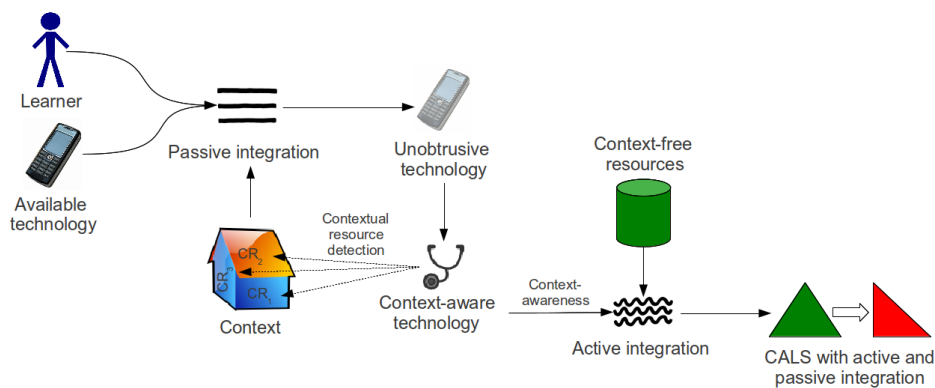 Learner
Available
technology
Passive integration
Unobtrusive
technology
Contextual
resource
detection
CR2
CR3
CR1
Context
Context-aware
technology
Context-free
resources
Context-
awareness
Active integration
CALS with active and
passive integration